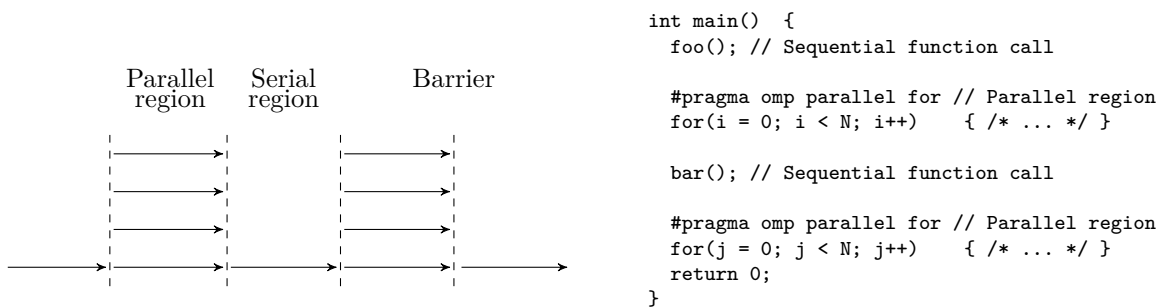 Parallel
region
Serial
region
Barrier
int main()  {
  foo(); // Sequential function call
  #pragma omp parallel for // Parallel region
  for(i = 0; i < N; i++)    { /* ... */ }
  bar(); // Sequential function call
  #pragma omp parallel for // Parallel region
  for(j = 0; j < N; j++)    { /* ... */ }
  return 0;
}